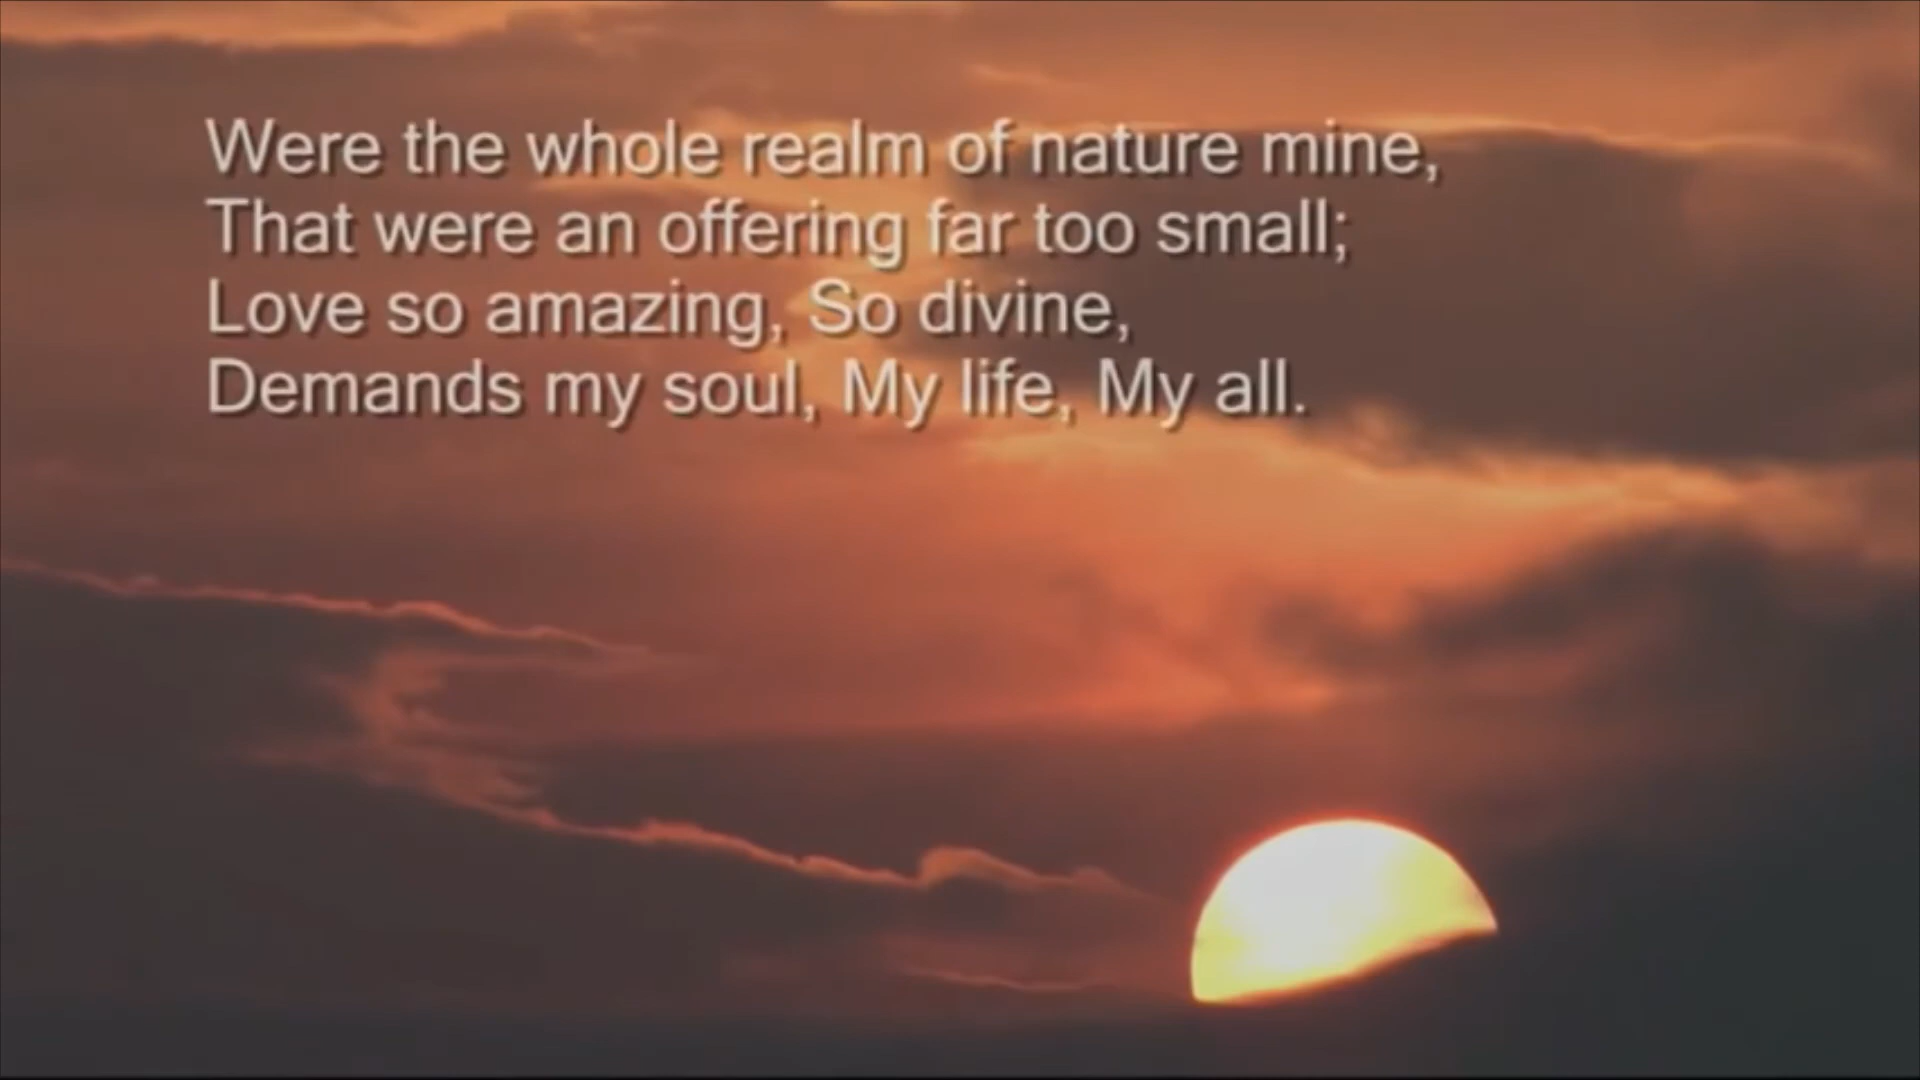 Were the whole realm of nature mine,
That were an offering far too small;
Love so amazing, So divine,
Demands my soul, My life, My all.